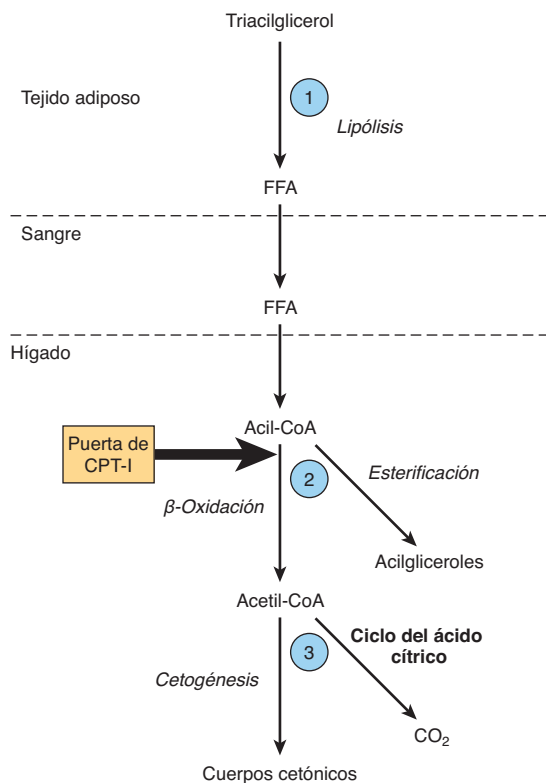 Triacilglicerol
Tejido adiposo
1
Lipólisis
FFA
Sangre
FFA
Hígado
Acil-CoA
Puerta de
CPT-I
2
Esterificación
β-Oxidación
Acilgliceroles
Acetil-CoA
Ciclo del ácido
cítrico
3
Cetogénesis
CO₂
Cuerpos cetónicos